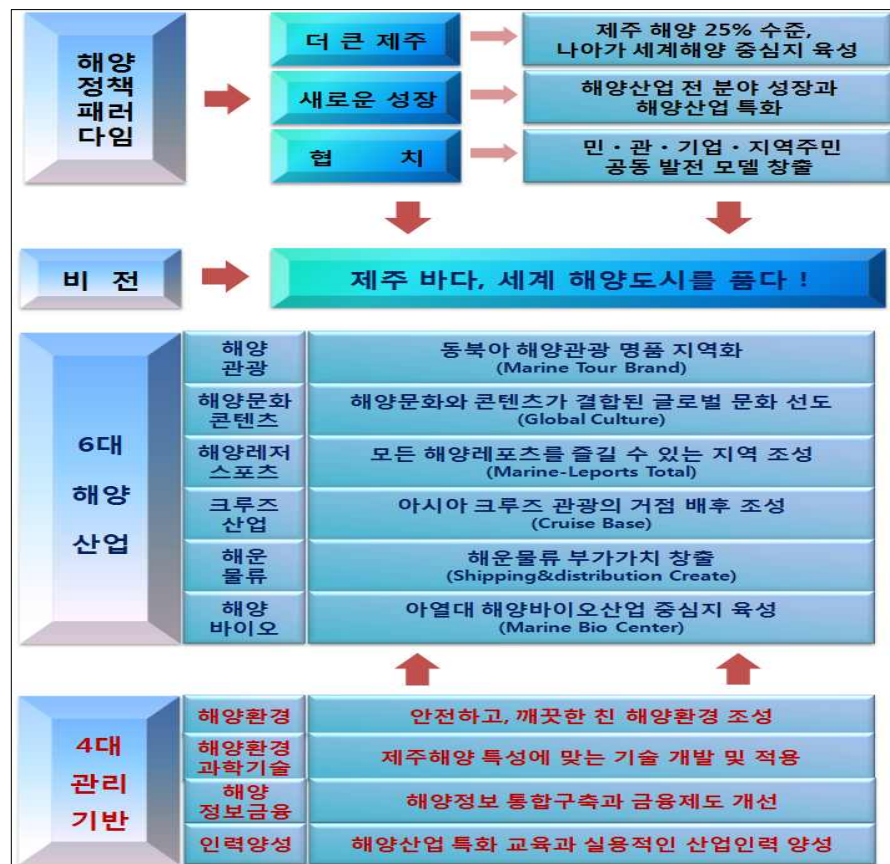 해양
정책
패러
다임
더 큰 제주
제주 해양 25% 수준,
나아가 세계해양 중심지 육성
새로운 성장
해양산업 전 분야 성장과
해양산업 특화
협 치
민·관·기업·지역주민
공동 발전 모델 창출
비 전
제주 바다, 세계 해양도시를 품다 !
6대
해양
산업
해양
관광
동북아 해양관광 명품 지역화
(Marine Tour Brand)
해양문화
콘텐츠
해양문화와 콘텐츠가 결합된 글로벌 문화 선도
(Global Culture)
해양레저
스포츠
모든 해양레포츠를 즐길 수 있는 지역 조성
(Marine-Leports Total)
크루즈
산업
아시아 크루즈 관광의 거점 배후 조성
(Cruise Base)
해운
물류
해운물류 부가가치 창출
(Shipping&distribution Create)
해양
바이오
아열대 해양바이오산업 중심지 육성
(Marine Bio Center)
4대
관리
기반
해양환경
안전하고, 깨끗한 친 해양환경 조성
해양환경
과학기술
제주해양 특성에 맞는 기술 개발 및 적용
해양
정보금융
해양정보 통합구축과 금융제도 개선
인력양성
해양산업 특화 교육과 실용적인 산업인력 양성